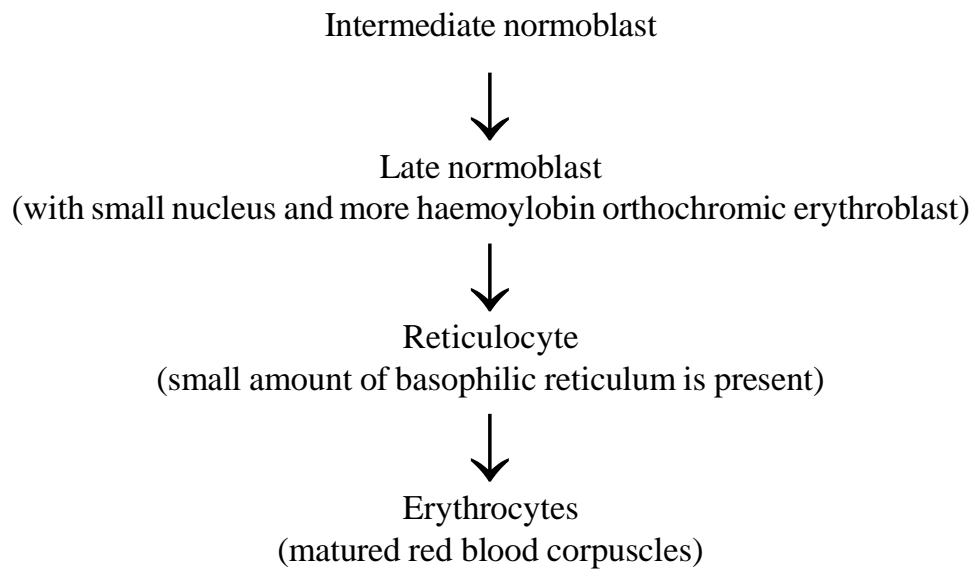 Intermediate normoblast
Late normoblast
(with small nucleus and more haemoylobin orthochromic erythroblast)
Reticulocyte
(small amount of basophilic reticulum is present)
Erythrocytes
(matured red blood corpuscles)